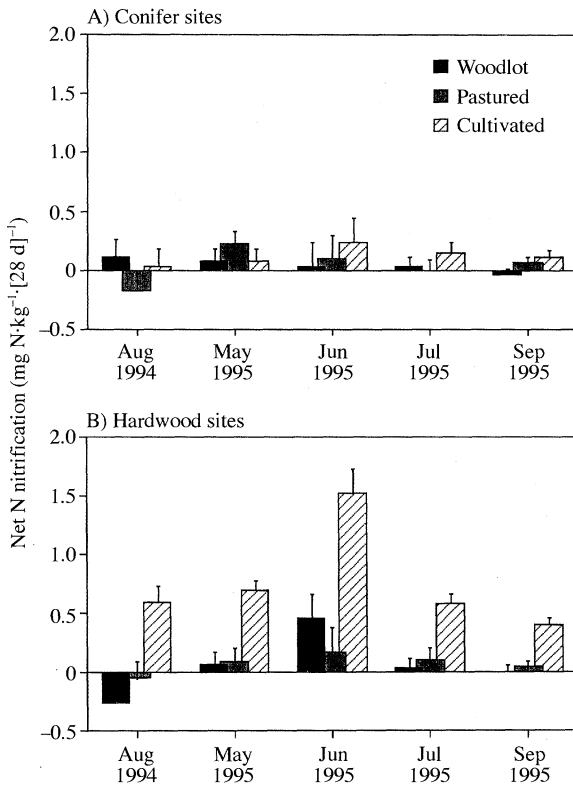 A) Conifer sites
2.0
1.5
1.0
0.5
0
−0.5
Woodlot
Pastured
Cultivated
Aug May Jun Jul Sep
1994 1995 1995 1995 1995
Net N nitrification (mg N·kg⁻¹·[28 d]⁻¹)
B) Hardwood sites
2.0
1.5
1.0
0.5
0
−0.5
Aug May Jun Jul Sep
1994 1995 1995 1995 1995